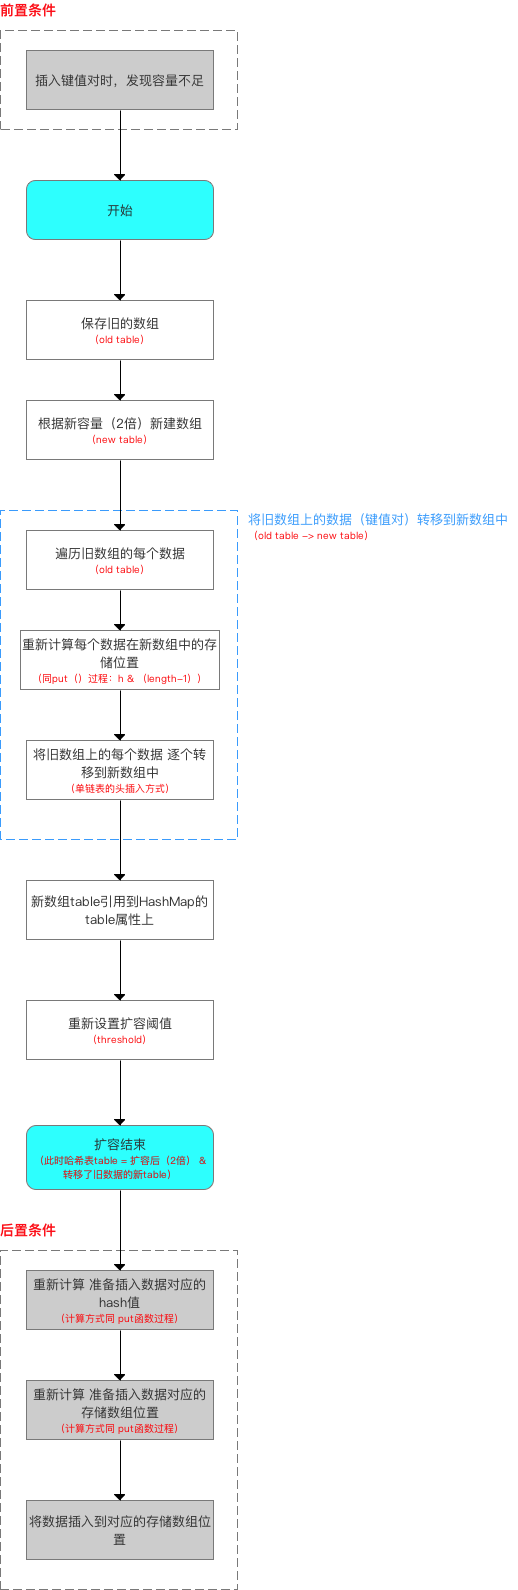 前置条件
插入键值对时，发现容量不足
开始
保存旧的数组
（old table）
根据新容量（2倍）新建数组
（new table）
将旧数组上的数据（键值对）转移到新数组中
（old table -> new table）
遍历旧数组的每个数据
（old table）
重新计算每个数据在新数组中的存
储位置
（同put（）过程：h & （length-1））
将旧数组上的每个数据 逐个转
移到新数组中
（单链表的头插入方式）
新数组table引用到HashMap的
table属性上
重新设置扩容阈值
（threshold）
扩容结束
（此时哈希表table = 扩容后（2倍） &
转移了旧数据的新table）
后置条件
重新计算 准备插入数据对应的
hash值
（计算方式同 put函数过程）
重新计算 准备插入数据对应的
存储数组位置
（计算方式同 put函数过程）
将数据插入到对应的存储数组位
置